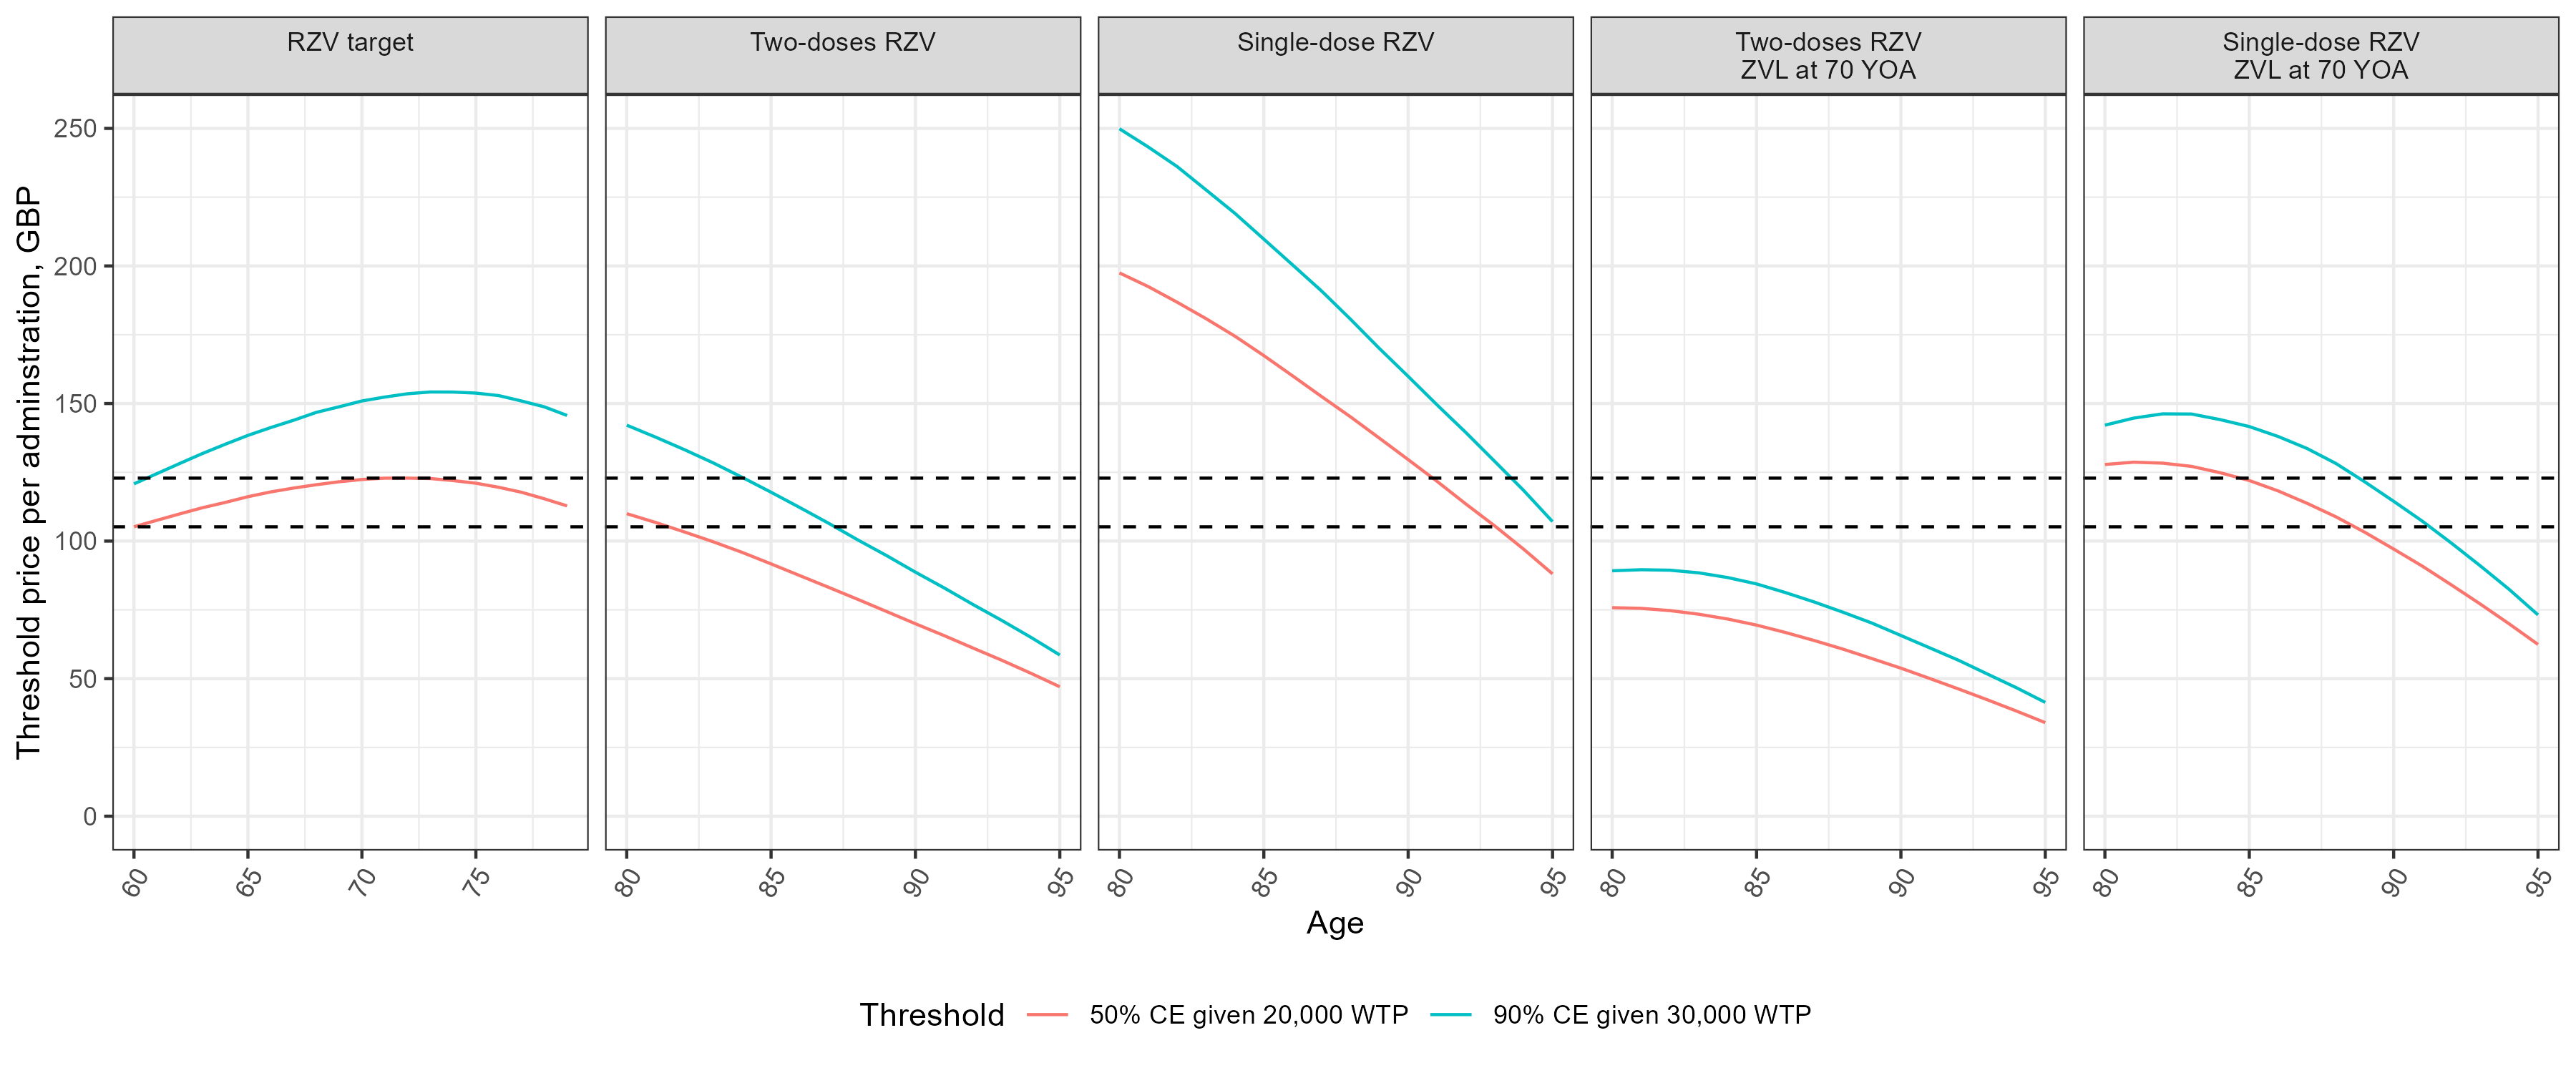 RZV target
Two-doses RZV
Single-dose RZV
Two-doses RZV
ZVL at 70 YOA
Single-dose RZV
ZVL at 70 YOA
Threshold price per adminstration, GBP
250
200
150
100
50
0
60 65 70 75
80 85 90 95
80 85 90 95
80 85 90 95
80 85 90 95
Age
Threshold 50% CE given 20,000 WTP 90% CE given 30,000 WTP